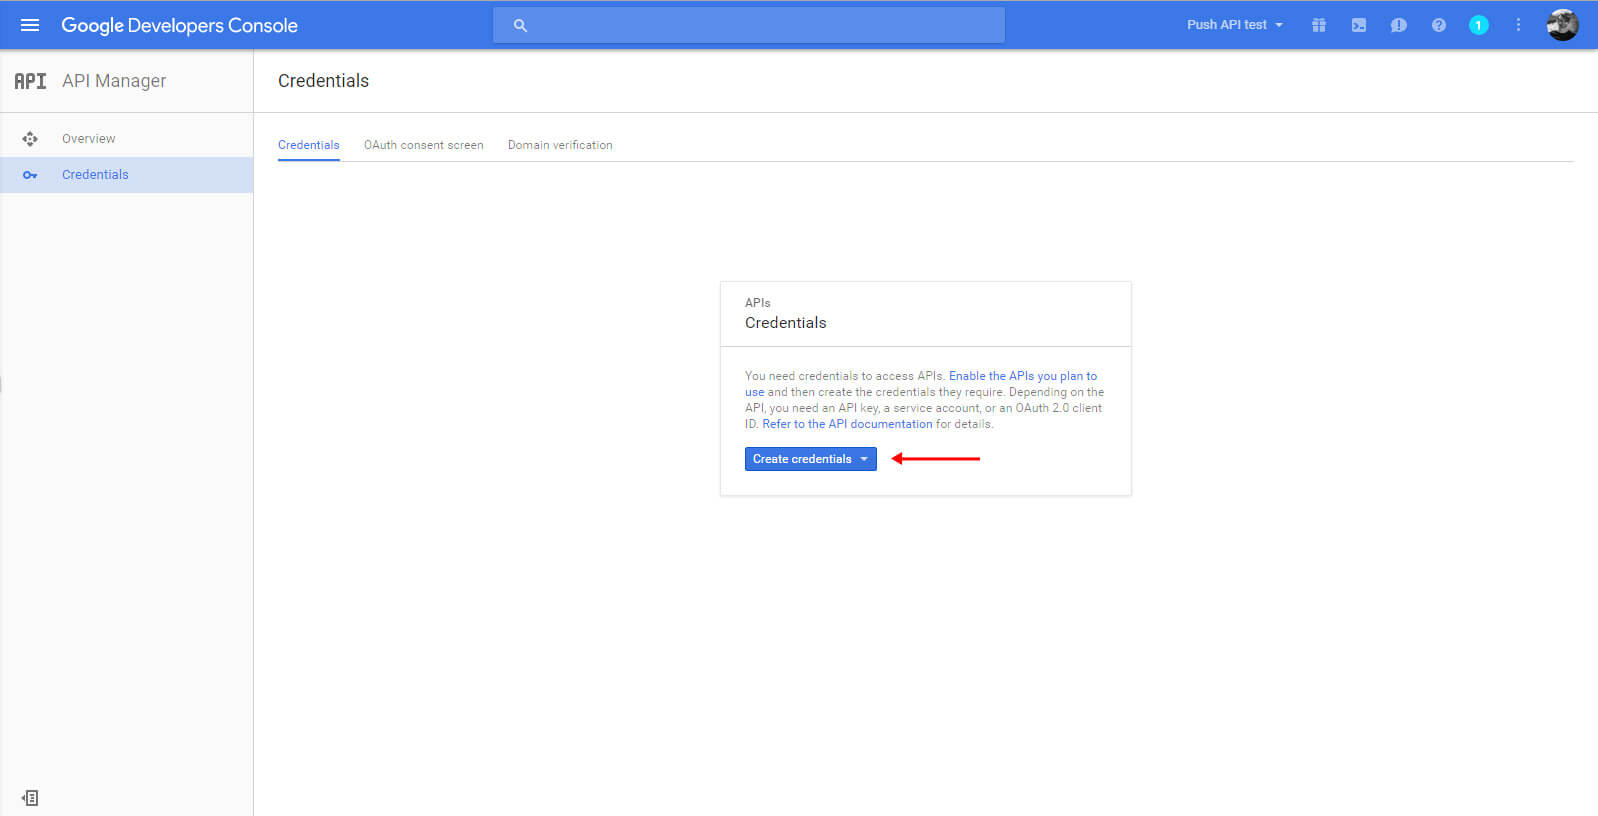 Google Developers Console
Push API test
1
API API Manager
Credentials
Overview
Credentials
Credentials OAuth consent screen Domain verification
APIs
Credentials
You need credentials to access APIs. Enable the APIs you plan to
use and then create the credentials they require. Depending on the
API, you need an API key, a service account, or an OAuth 2.0 client
ID. Refer to the API documentation for details.
Create credentials